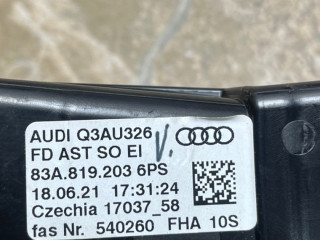 AUDI Q3AU326
FD AST SO EI V.
83A.819.203 6PS
18.06.21 17:31:24
Czechia 17037_58
fas Nr. 540260 FHA 10S